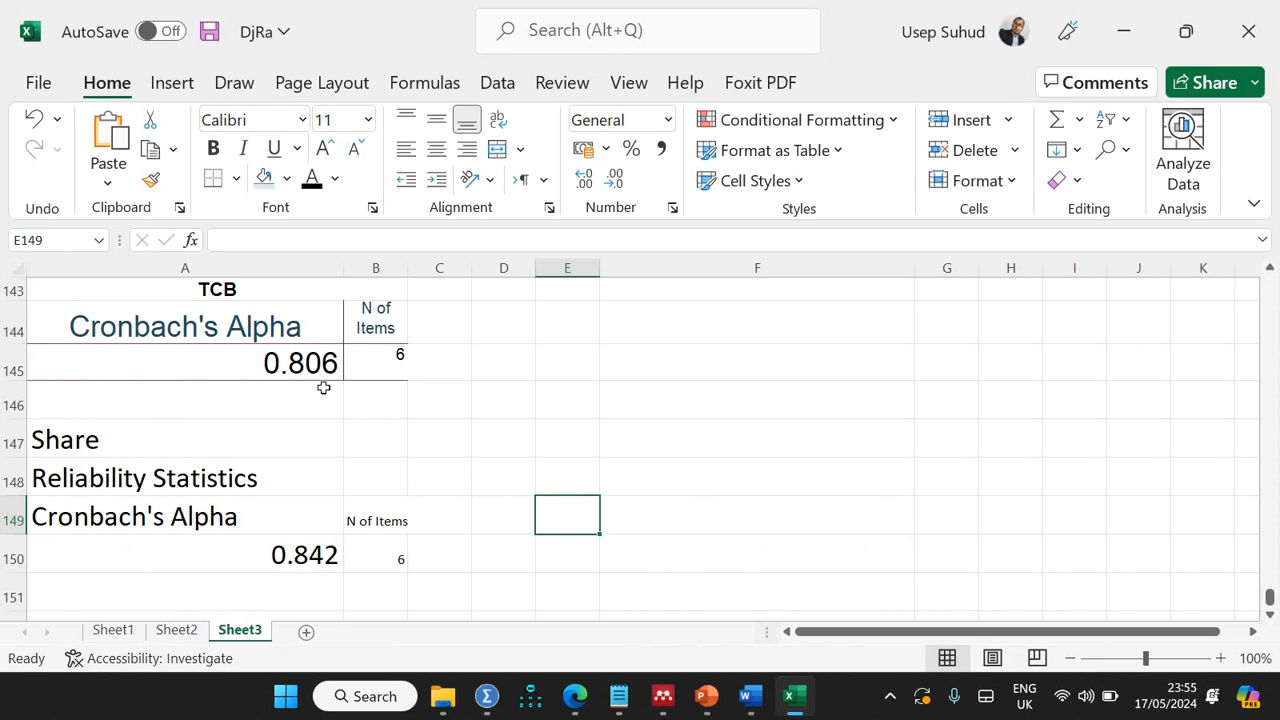 AutoSave Off DjRa Search (Alt+Q) Usep Suhud
File Home Insert Draw Page Layout Formulas Data Review View Help Foxit PDF Comments Share
Paste Calibri 11 General Conditional Formatting Format as Table Cell Styles Insert Delete Format Analyze Data
Undo Clipboard Font Alignment Number Styles Cells Editing Analysis
E149 fx
A B C D E F G H I J K
143 TCB
144 Cronbach's Alpha N of Items
145 0.806 6
146
147 Share
148 Reliability Statistics
149 Cronbach's Alpha N of Items
150 0.842 6
151
Sheet1 Sheet2 Sheet3
Ready Accessibility: Investigate 100%
Search ENG UK 23:55 17/05/2024 PRE